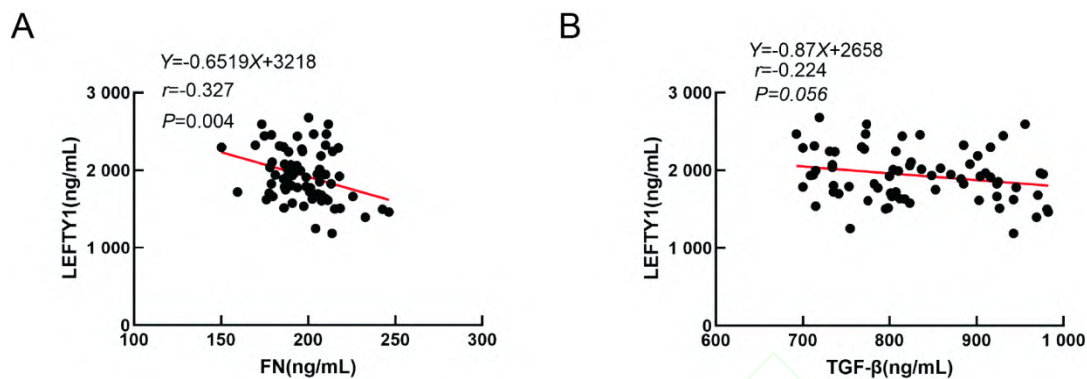 A
Y=-0.6519X+3218
r=-0.327
P=0.004
LEFTY1(ng/mL)
3 000
2 000
1 000
0
100
150
200
250
300
FN(ng/mL)
B
Y=-0.87X+2658
r=-0.224
P=0.056
LEFTY1(ng/mL)
3 000
2 000
1 000
0
600
700
800
900
1 000
TGF-β(ng/mL)